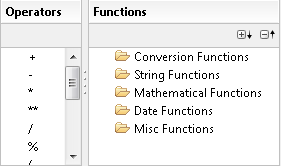 Operators
+
-
*
**
/
%
Functions
Conversion Functions
String Functions
Mathematical Functions
Date Functions
Misc Functions